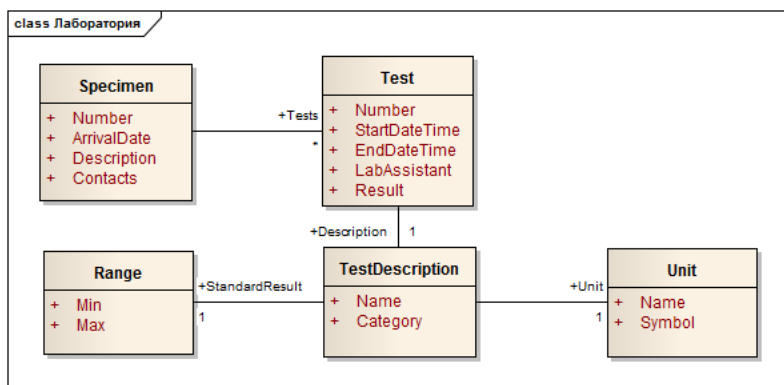 class Лаборатория
Specimen
+ Number
+ ArrivalDate
+ Description
+ Contacts
+Tests
*
Test
+ Number
+ StartDateTime
+ EndDateTime
+ LabAssistant
+ Result
+Description 1
Range
+ Min
+ Max
+StandardResult
1
TestDescription
+ Name
+ Category
+Unit
1
Unit
+ Name
+ Symbol